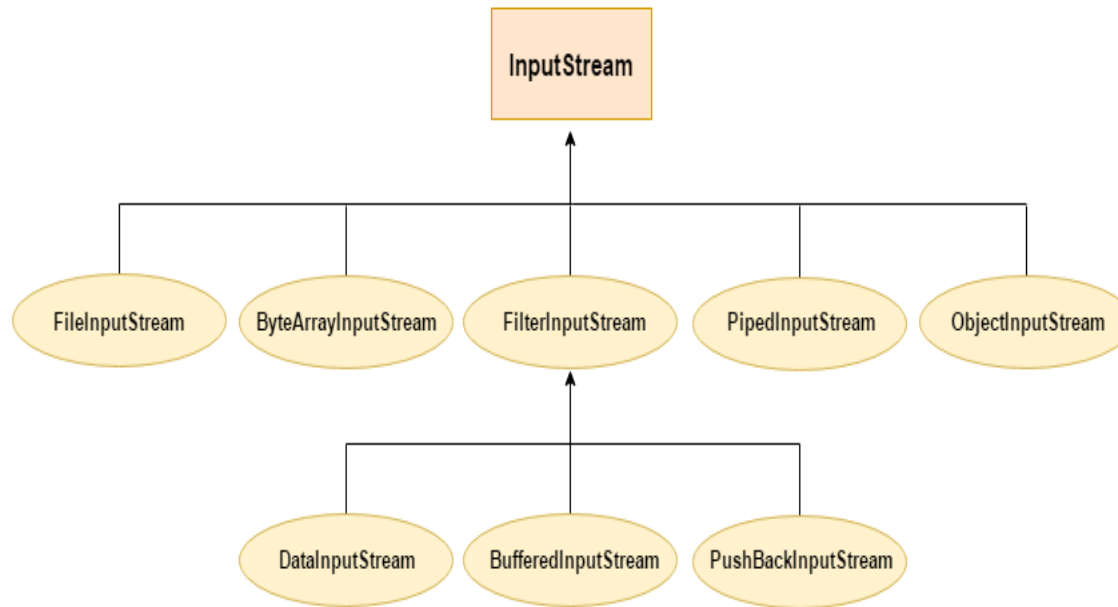 InputStream
FileInputStream
ByteArrayInputStream
FilterInputStream
PipedInputStream
ObjectInputStream
DataInputStream
BufferedInputStream
PushBackInputStream